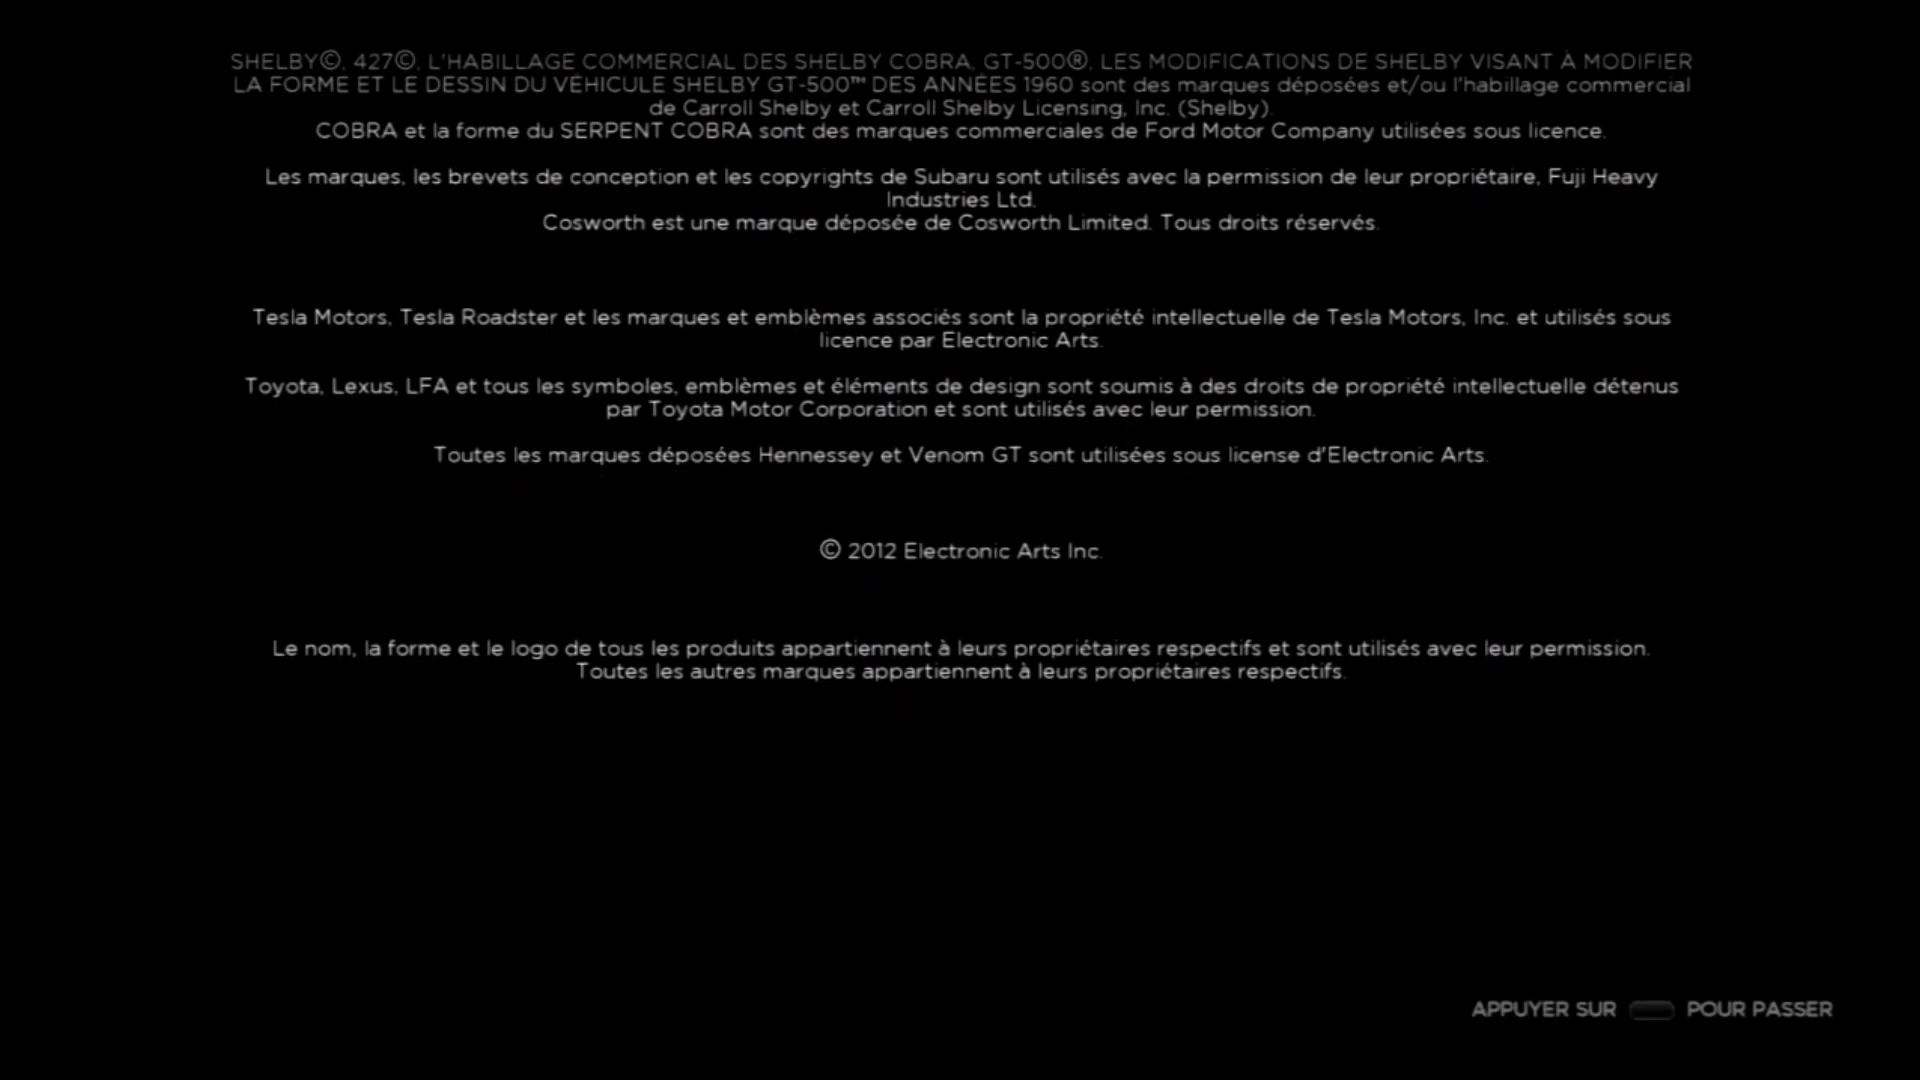 SHELBY©, 427©, L'HABILLAGE COMMERCIAL DES SHELBY COBRA, GT-500®, LES MODIFICATIONS DE SHELBY VISANT À MODIFIER
LA FORME ET LE DESSIN DU VÉHICULE SHELBY GT-500™ DES ANNÉES 1960 sont des marques déposées et/ou l'habillage commercial
de Carroll Shelby et Carroll Shelby Licensing, Inc. (Shelby).
COBRA et la forme du SERPENT COBRA sont des marques commerciales de Ford Motor Company utilisées sous licence.
Les marques, les brevets de conception et les copyrights de Subaru sont utilisés avec la permission de leur propriétaire, Fuji Heavy
Industries Ltd.
Cosworth est une marque déposée de Cosworth Limited. Tous droits réservés.
Tesla Motors, Tesla Roadster et les marques et emblèmes associés sont la propriété intellectuelle de Tesla Motors, Inc. et utilisés sous
licence par Electronic Arts.
Toyota, Lexus, LFA et tous les symboles, emblèmes et éléments de design sont soumis à des droits de propriété intellectuelle détenus
par Toyota Motor Corporation et sont utilisés avec leur permission.
Toutes les marques déposées Hennessey et Venom GT sont utilisées sous license d'Electronic Arts.
© 2012 Electronic Arts Inc.
Le nom, la forme et le logo de tous les produits appartiennent à leurs propriétaires respectifs et sont utilisés avec leur permission.
Toutes les autres marques appartiennent à leurs propriétaires respectifs.
APPUYER SUR POUR PASSER